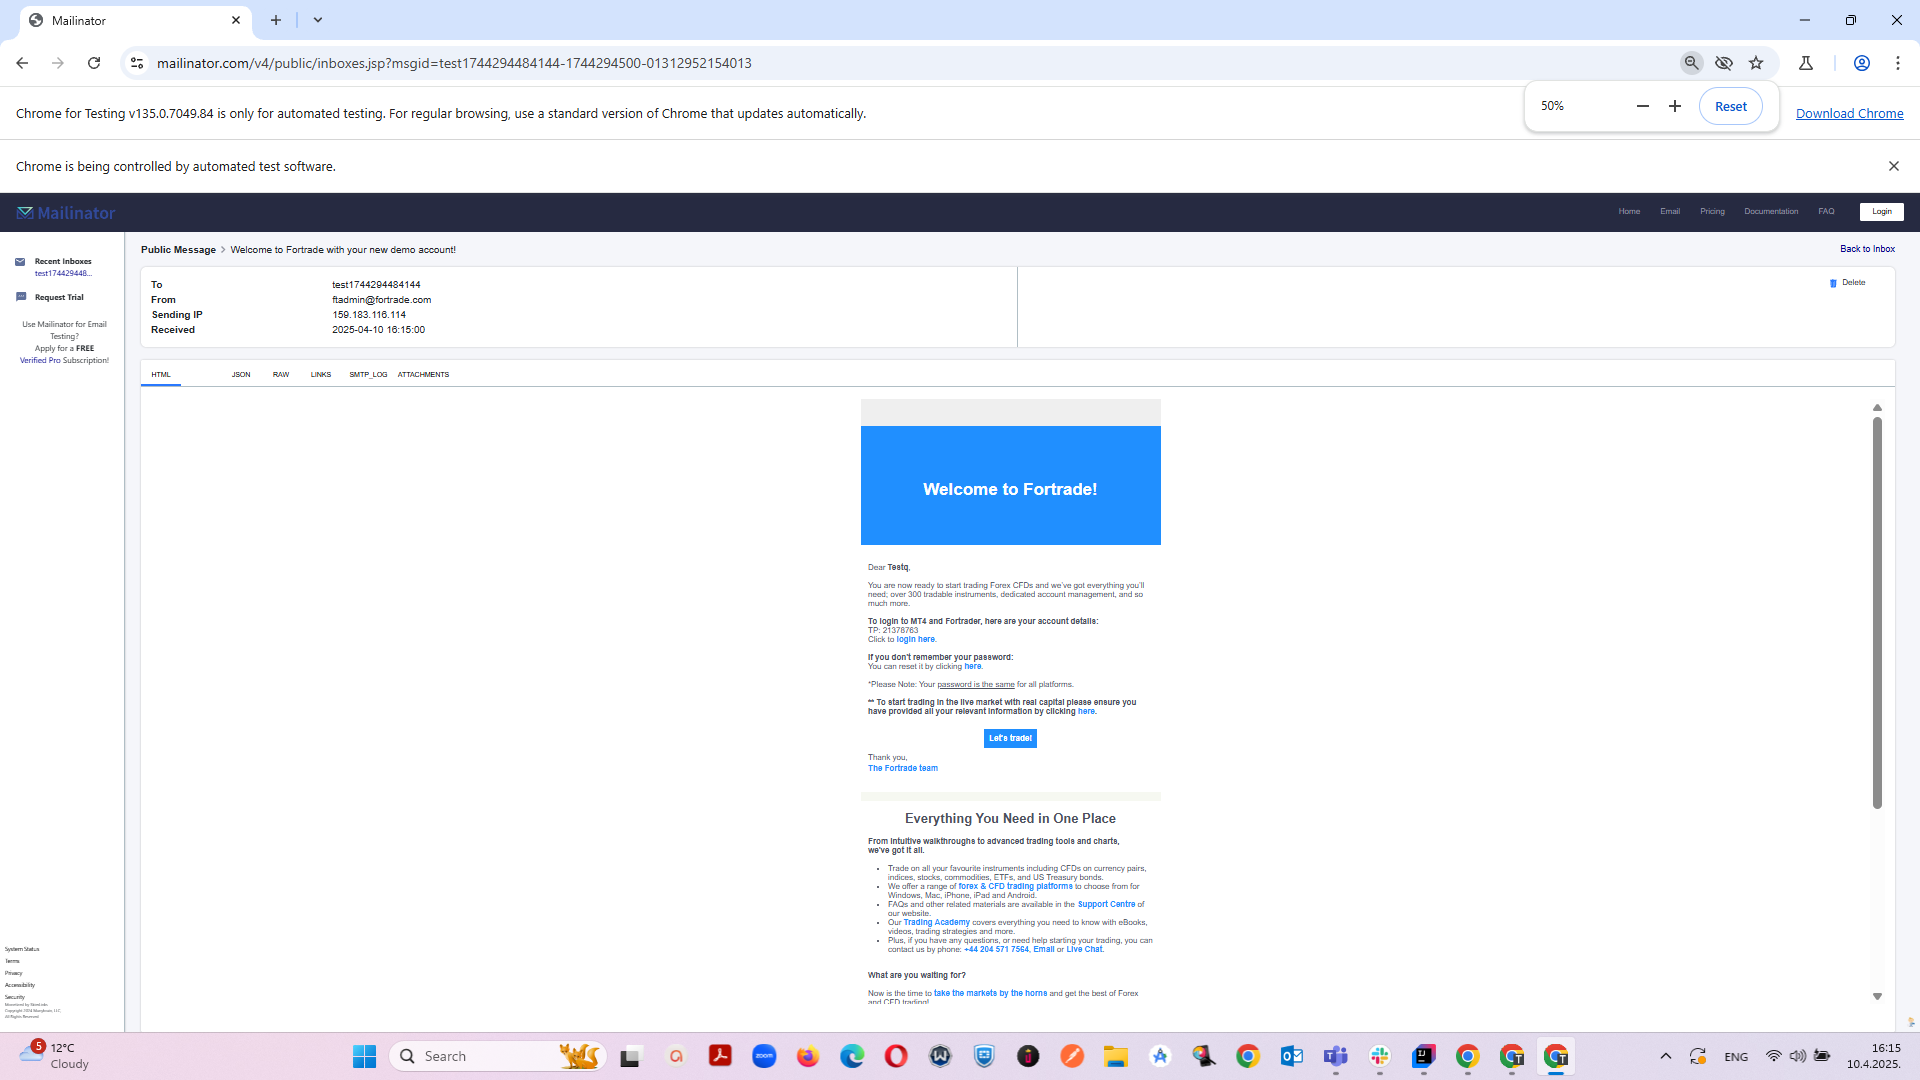 Mailinator
mailinator.com/v4/public/inboxes.jsp?msgid=test1744294484144-1744294500-01312952154013
50%
Reset
Chrome for Testing v135.0.7049.84 is only for automated testing. For regular browsing, use a standard version of Chrome that updates automatically.
Download Chrome
Chrome is being controlled by automated test software.
Mailinator
Home
Email
Pricing
Documentation
FAQ
Login
Recent Inboxes
test174429448...
Request Trial
Use Mailinator for Email
Testing?
Apply for a FREE
Verified Pro Subscription!
Public Message > Welcome to Fortrade with your new demo account!
Back to Inbox
To test1744294484144
From ftadmin@fortrade.com
Sending IP 159.183.116.114
Received 2025-04-10 16:15:00
Delete
HTML
JSON
RAW
LINKS
SMTP_LOG
ATTACHMENTS
Welcome to Fortrade!
Dear Testq,
You are now ready to start trading Forex CFDs and we've got everything you'll
need; over 300 tradable instruments, dedicated account management, and so
much more.
To login to MT4 and Fortrader, here are your account details:
TP: 21378763
Click to login here.
If you don't remember your password:
You can reset it by clicking here.
*Please Note: Your password is the same for all platforms.
** To start trading in the live market with real capital please ensure you
have provided all your relevant information by clicking here.
Let's trade!
Thank you,
The Fortrade team
Everything You Need in One Place
From intuitive walkthroughs to advanced trading tools and charts,
we've got it all.
• Trade on all your favourite instruments including CFDs on currency pairs,
indices, stocks, commodities, ETFs, and US Treasury bonds.
• We offer a range of forex & CFD trading platforms to choose from for
Windows, Mac, iPhone, iPad and Android.
• FAQs and other related materials are available in the Support Centre of
our website.
• Our Trading Academy covers everything you need to know with eBooks,
videos, trading strategies and more.
• Plus, if you have any questions, or need help starting your trading, you can
contact us by phone: +44 204 571 7564, Email or Live Chat.
What are you waiting for?
Now is the time to take the markets by the horns and get the best of Forex
and CFD trading!
System Status
Terms
Privacy
Accessibility
Security
All Rights Reserved.
5
12°C
Cloudy
Search
zoom
ENG
16:15
10.4.2025.